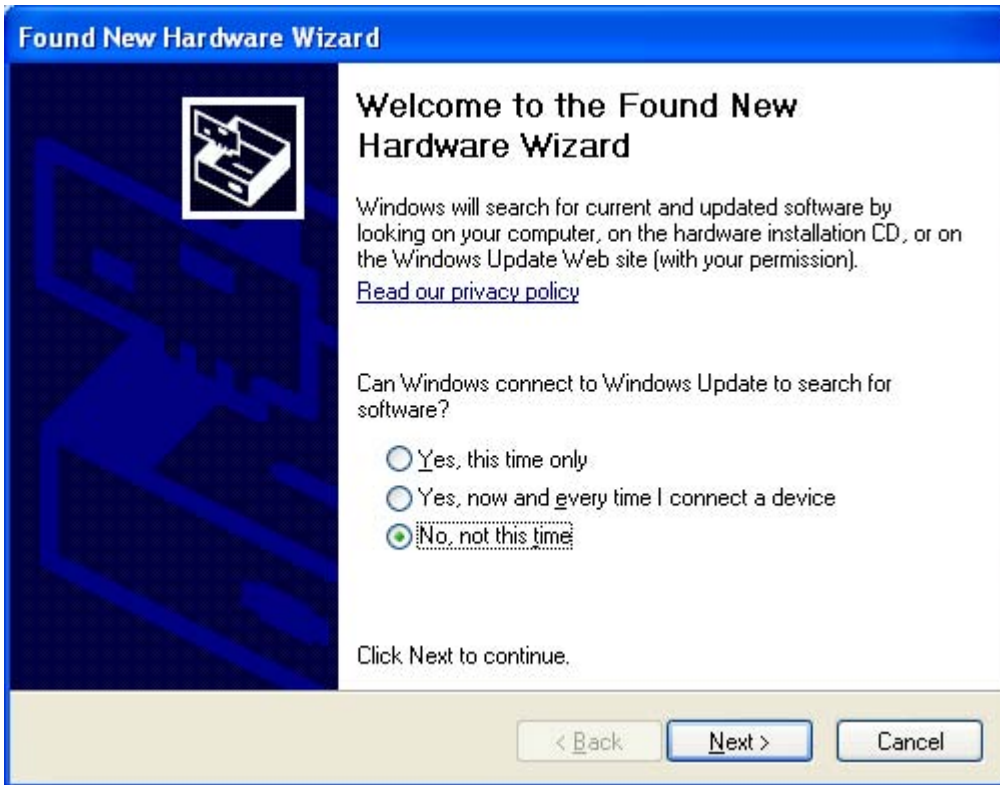 Found New Hardware Wizard
Welcome to the Found New
Hardware Wizard
Windows will search for current and updated software by
looking on your computer, on the hardware installation CD, or on
the Windows Update Web site (with your permission).
Read our privacy policy
Can Windows connect to Windows Update to search for
software?
Yes, this time only
Yes, now and every time I connect a device
No, not this time
Click Next to continue.
< Back Next > Cancel